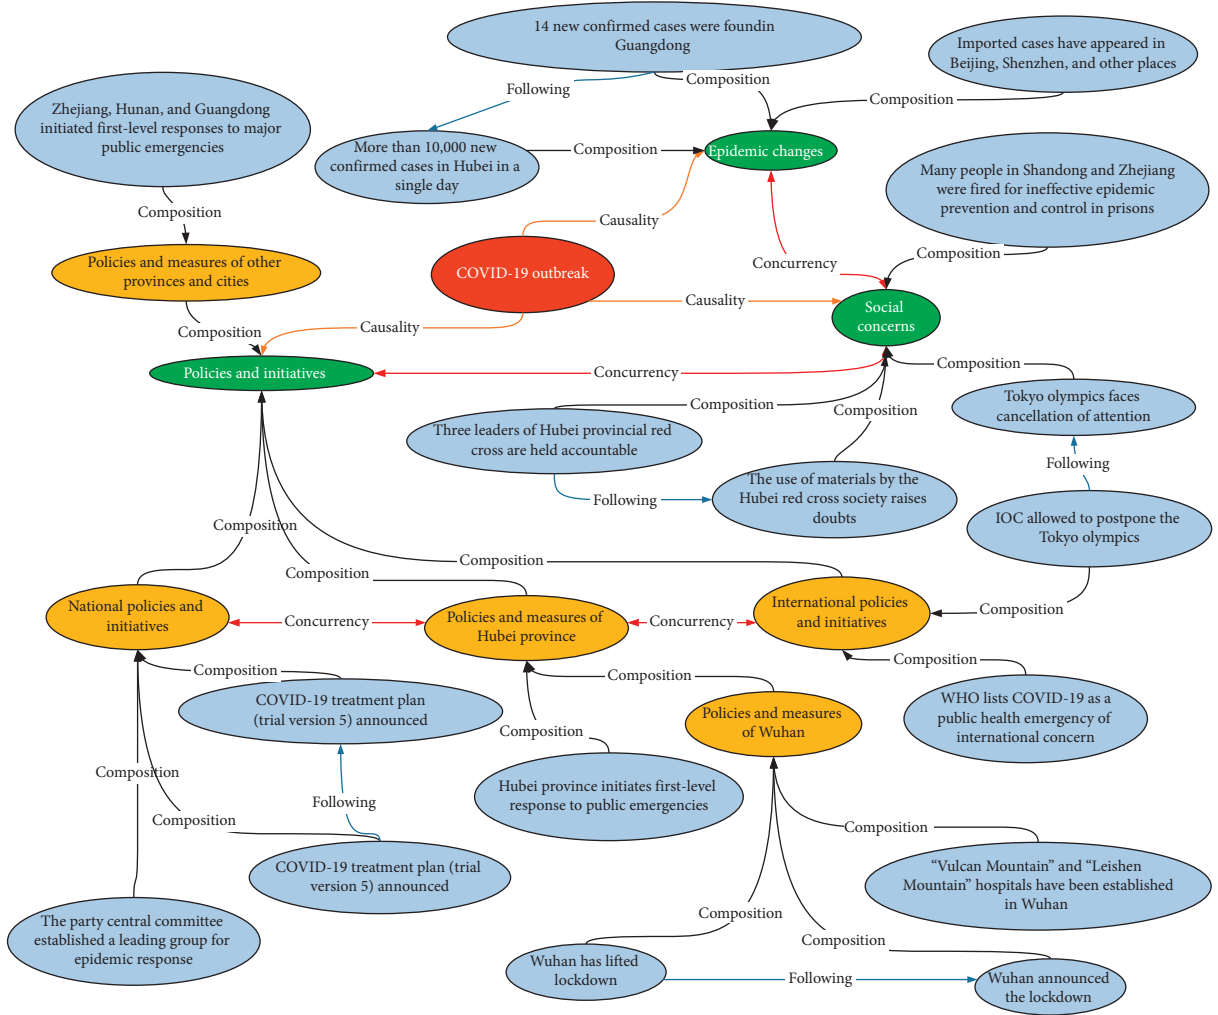 14 new confirmed cases were foundin
Guangdong
Imported cases have appeared in
Beijing, Shenzhen, and other places
Composition
Following
Composition
Zhejiang, Hunan, and Guangdong
initiated first-level responses to major
public emergencies
More than 10,000 new
confirmed cases in Hubei in a
single day
Composition
Epidemic changes
Many people in Shandong and Zhejiang
were fired for ineffective epidemic
prevention and control in prisons
Composition
Causality
Composition
Policies and measures of other
provinces and cities
COVID-19 outbreak
Concurrency
Causality
Social
concerns
Composition
Causality
Policies and initiatives
Concurrency
Composition
Tokyo olympics faces
cancellation of attention
Composition
Composition
Three leaders of Hubei provincial red
cross are held accountable
Following
Following
The use of materials by the
Hubei red cross society raises
doubts
IOC allowed to postpone the
Tokyo olympics
Composition
Composition
Composition
National policies and
initiatives
Concurrency
Policies and measures of
Hubei province
Concurrency
International policies
and initiatives
Composition
Composition
Composition
Composition
COVID-19 treatment plan
(trial version 5) announced
Policies and measures
of Wuhan
WHO lists COVID-19 as a
public health emergency of
international concern
Composition
Composition
Hubei province initiates first-level
response to public emergencies
Following
Composition
Composition
COVID-19 treatment plan (trial
version 5) announced
"Vulcan Mountain" and "Leishen
Mountain" hospitals have been established
in Wuhan
The party central committee
established a leading group for
epidemic response
Composition
Composition
Wuhan has lifted
lockdown
Following
Wuhan announced
the lockdown